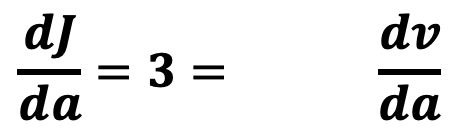 dJ/da = 3 = dv/da